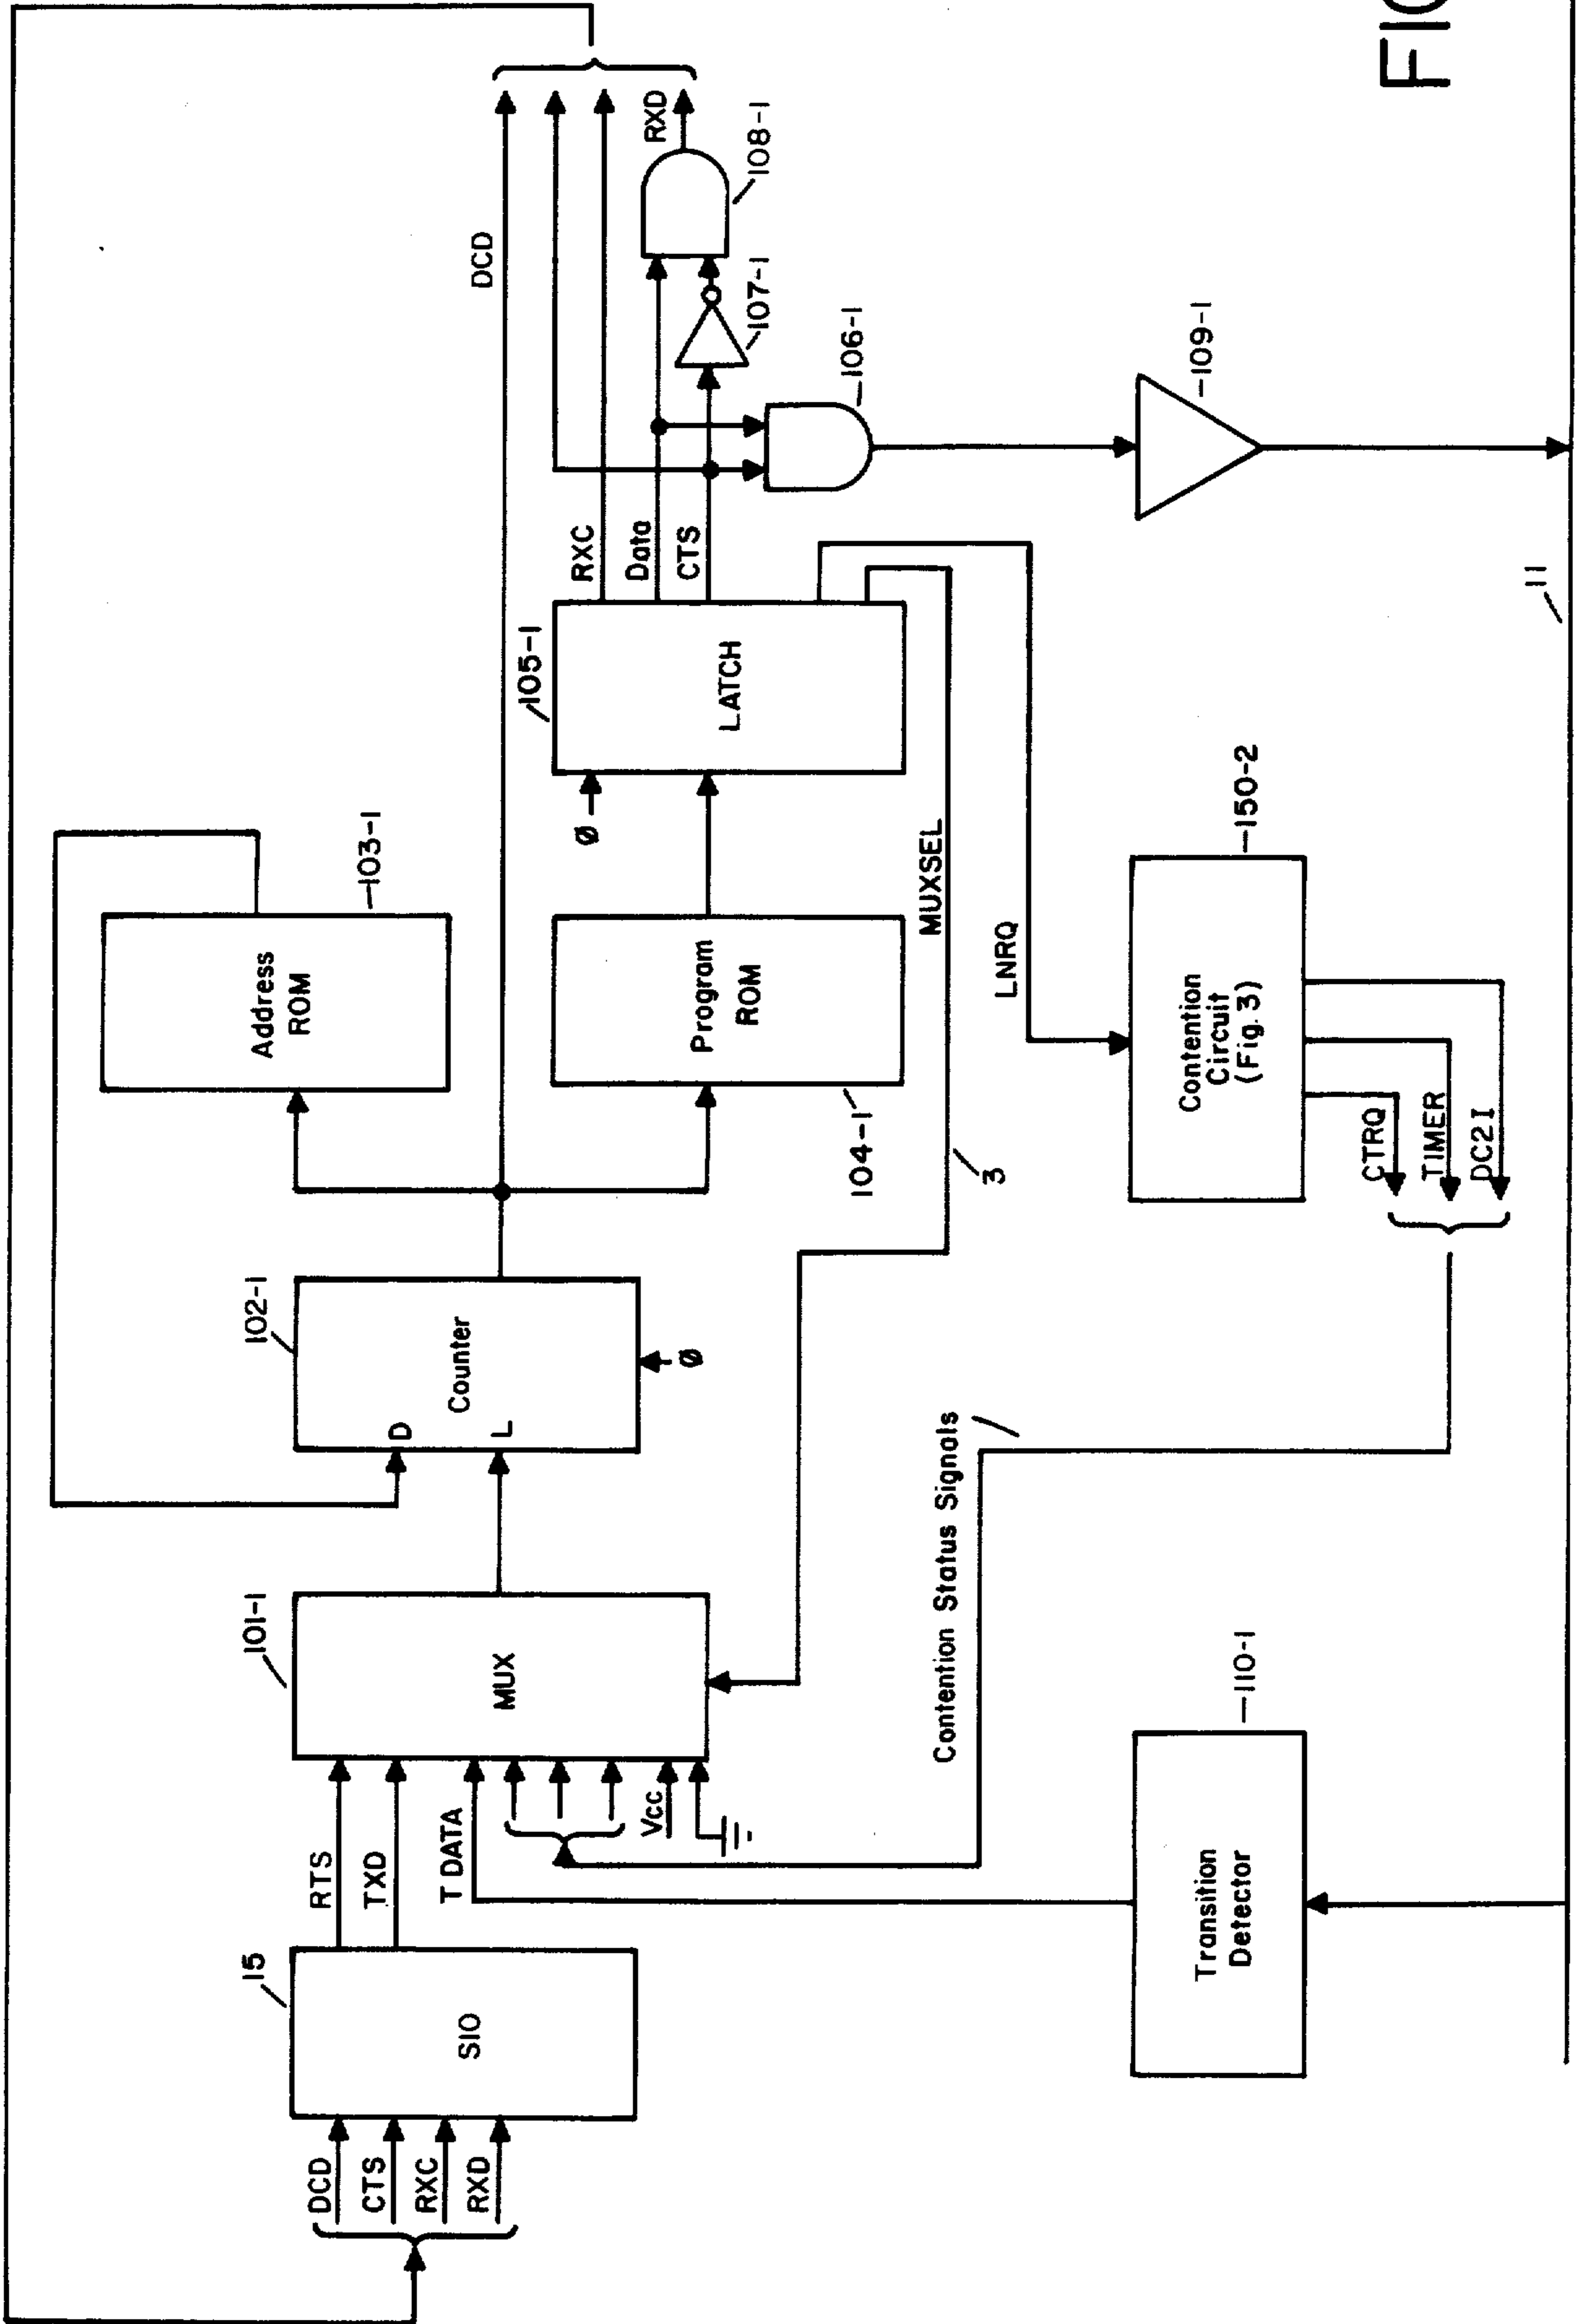 DCD
CTS
RXC
RXD
15
SIO
RTS
TXD
T DATA
Vcc
101-1
MUX
102-1
D
L
Counter
Ø
Address
ROM
103-1
Program
ROM
104-1
105-1
LATCH
Ø
RXC
Data
CTS
DCD
RXD
108-1
107-1
106-1
109-1
MUXSEL
3
LNRQ
Contention
Circuit
(Fig. 3)
150-2
CTRQ
TIMER
DC2I
Contention Status Signals
Transition
Detector
110-1
11